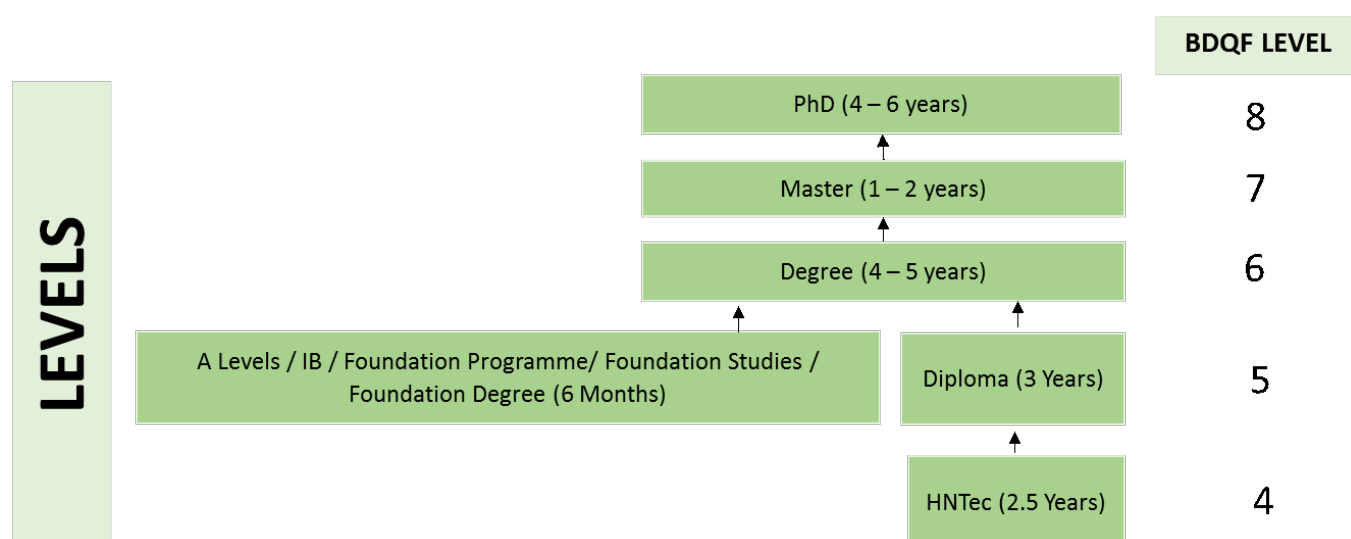 BDQF LEVEL
LEVELS
PhD (4 – 6 years)
8
Master (1 – 2 years)
7
Degree (4 – 5 years)
6
A Levels / IB / Foundation Programme/ Foundation Studies /
Foundation Degree (6 Months)
Diploma (3 Years)
5
HNTec (2.5 Years)
4